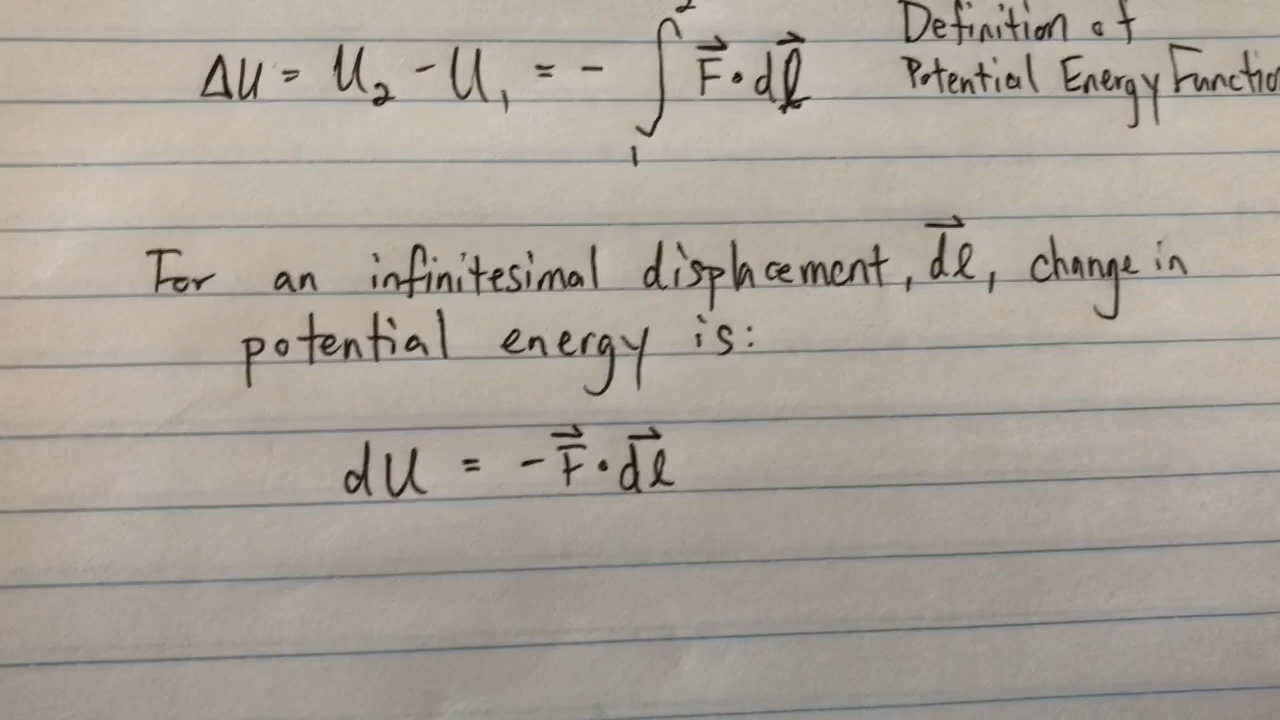 ΔU = U₂ - U₁ = - ∫₁² F⃗ • dl⃗
Definition of
Potential Energy Functio
For an infinitesimal displacement, dl⃗, change in
potential energy is:
dU = -F⃗ • dl⃗